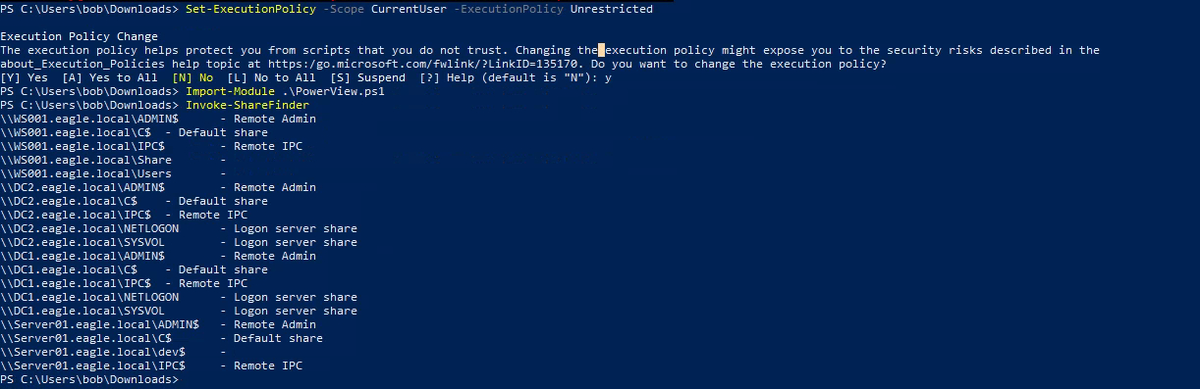 PS C:\Users\bob\Downloads> Set-ExecutionPolicy -Scope CurrentUser -ExecutionPolicy Unrestricted
Execution Policy Change
The execution policy helps protect you from scripts that you do not trust. Changing the execution policy might expose you to the security risks described in the
about_Execution_Policies help topic at https:/go.microsoft.com/fwlink/?LinkID=135170. Do you want to change the execution policy?
[Y] Yes  [A] Yes to All  [N] No  [L] No to All  [S] Suspend  [?] Help (default is "N"): y
PS C:\Users\bob\Downloads> Import-Module .\PowerView.ps1
PS C:\Users\bob\Downloads> Invoke-ShareFinder
\\WS001.eagle.local\ADMIN$      - Remote Admin
\\WS001.eagle.local\C$  - Default share
\\WS001.eagle.local\IPC$        - Remote IPC
\\WS001.eagle.local\Share       -
\\WS001.eagle.local\Users       -
\\DC2.eagle.local\ADMIN$        - Remote Admin
\\DC2.eagle.local\C$    - Default share
\\DC2.eagle.local\IPC$  - Remote IPC
\\DC2.eagle.local\NETLOGON      - Logon server share
\\DC2.eagle.local\SYSVOL        - Logon server share
\\DC1.eagle.local\ADMIN$        - Remote Admin
\\DC1.eagle.local\C$    - Default share
\\DC1.eagle.local\IPC$  - Remote IPC
\\DC1.eagle.local\NETLOGON      - Logon server share
\\DC1.eagle.local\SYSVOL        - Logon server share
\\Server01.eagle.local\ADMIN$   - Remote Admin
\\Server01.eagle.local\C$       - Default share
\\Server01.eagle.local\dev$     -
\\Server01.eagle.local\IPC$     - Remote IPC
PS C:\Users\bob\Downloads>